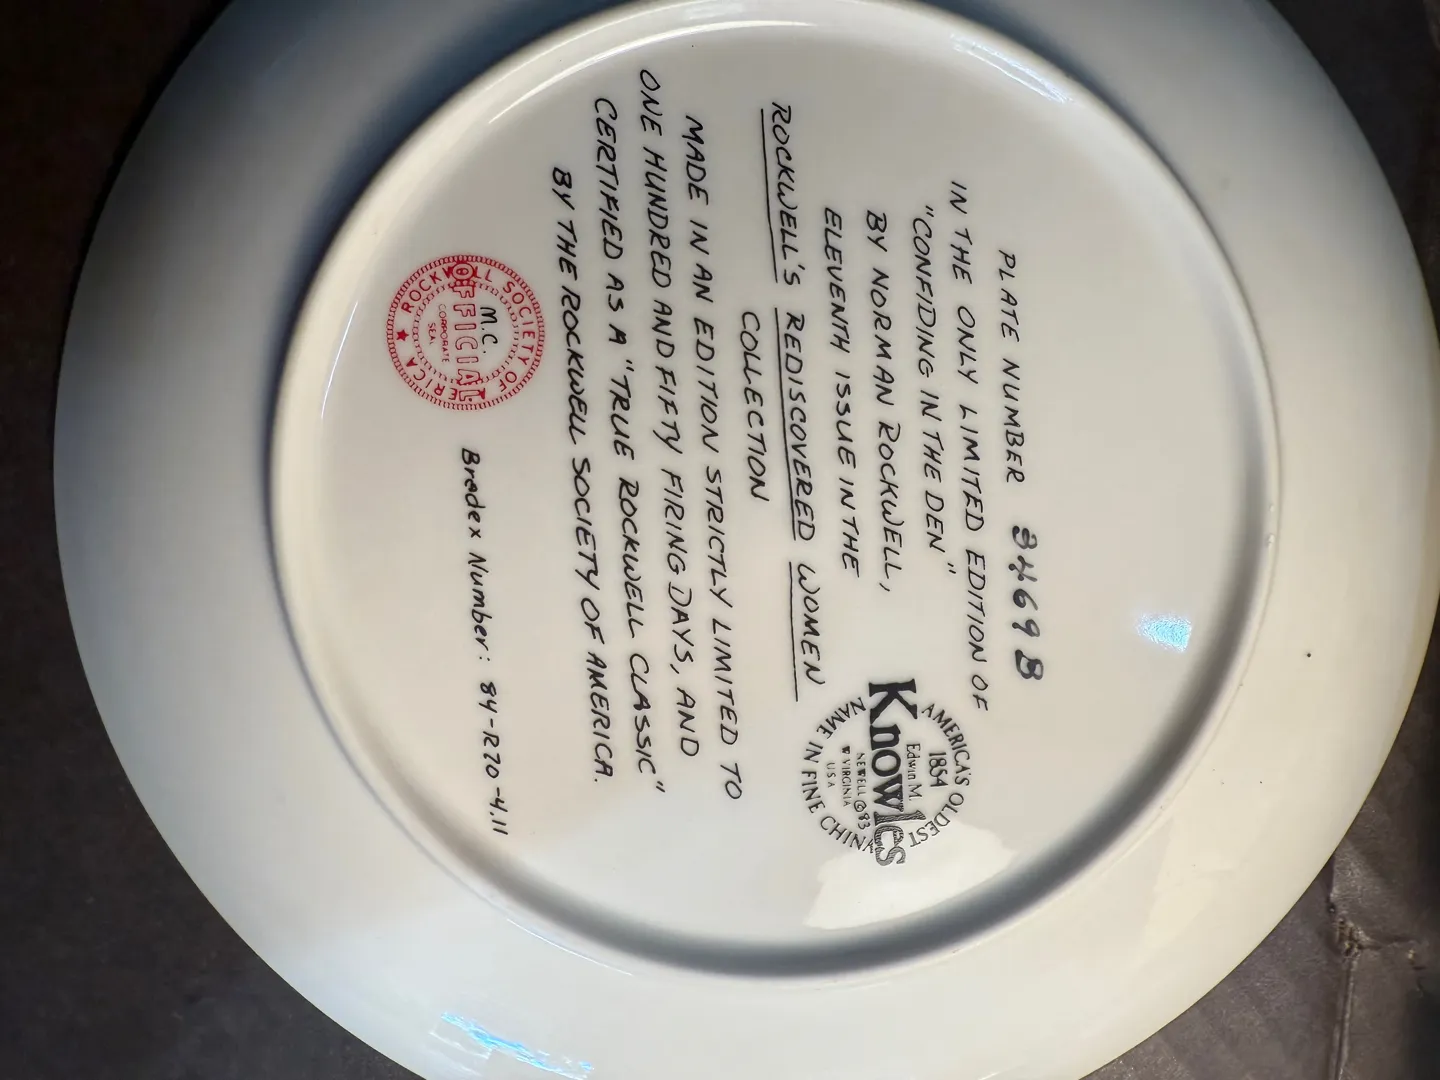 PLATE NUMBER 3469B
IN THE ONLY LIMITED EDITION OF
"CONFIDING IN THE DEN"
BY NORMAN ROCKWELL,
ELEVENTH ISSUE IN THE
ROCKWELL'S REDISCOVERED WOMEN
COLLECTION
MADE IN AN EDITION STRICTLY LIMITED TO
ONE HUNDRED AND FIFTY FIRING DAYS, AND
CERTIFIED AS A "TRUE ROCKWELL CLASSIC"
BY THE ROCKWELL SOCIETY OF AMERICA.
AMERICA'S OLDEST
1854
Edwin M.
Knowles
NEWELL © 83
W VIRGINIA
USA
NAME IN FINE CHINA
ROCKWELL SOCIETY OF AMERICA ★
M.C.
OFFICIAL
CORPORATE
SEAL
Bradex Number: 84-R70-4.11